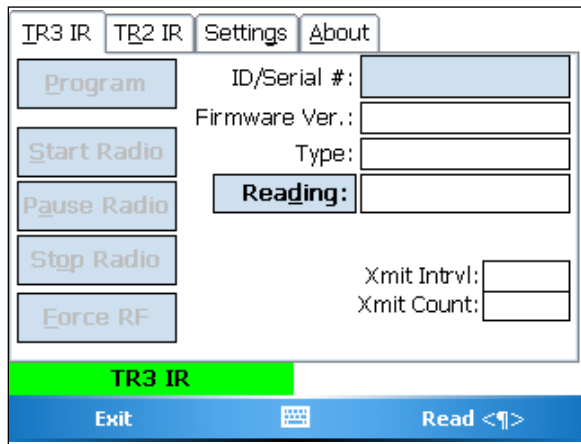 TR3 IR TR2 IR Settings About
Program
ID/Serial #:
Firmware Ver.:
Start Radio
Type:
Pause Radio
Reading:
Stop Radio
Xmit Intrvl:
Force RF
Xmit Count:
TR3 IR
Exit Read <¶>